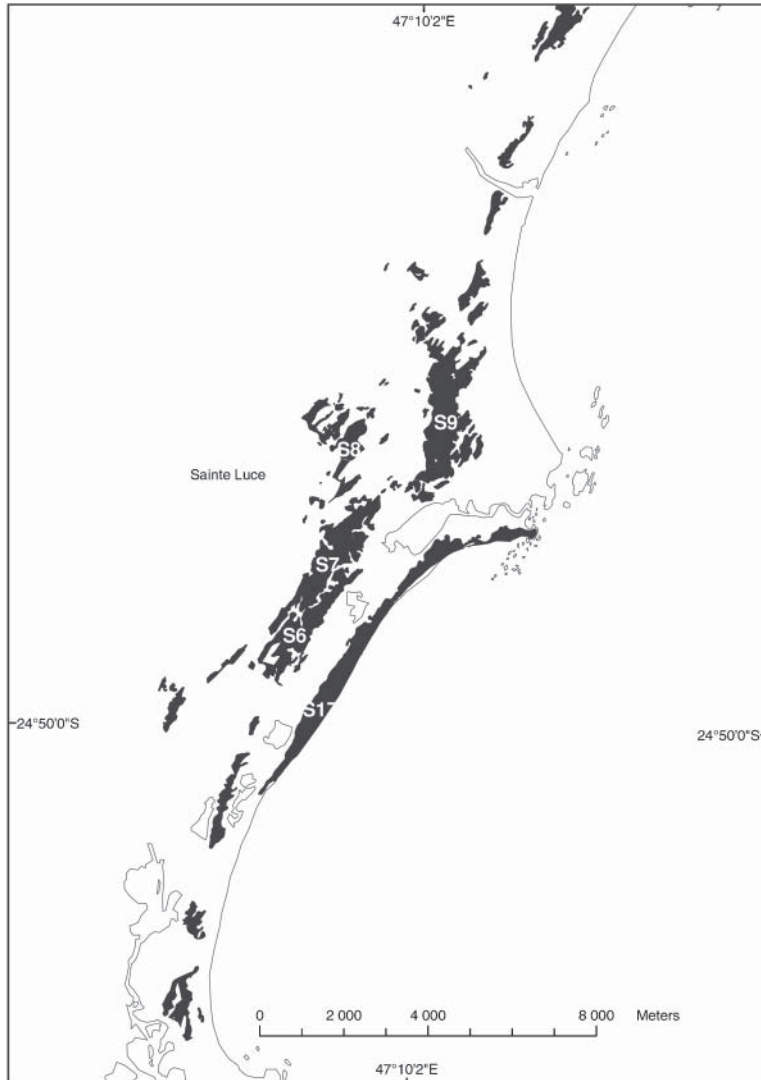 47°10'2"E
S9
S8
Sainte Luce
S7
S6
S17
24°50'0"S
24°50'0"S
0 2 000 4 000 8 000 Meters
47°10'2"E